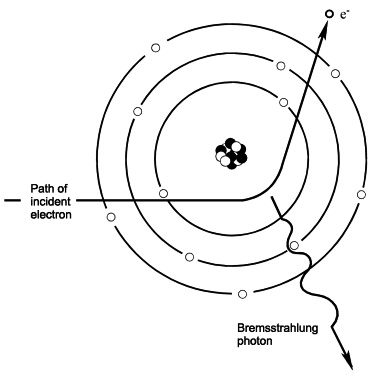 e⁻
Path of
incident
electron
Bremsstrahlung
photon